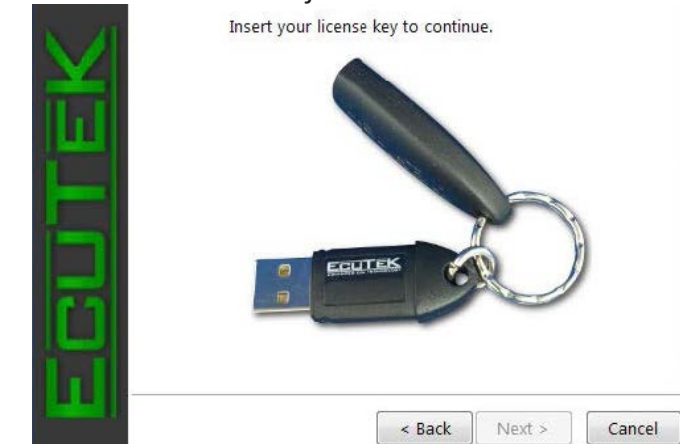 Insert your license key to continue.
ECUTEK
ECUTEK
< Back
Next >
Cancel